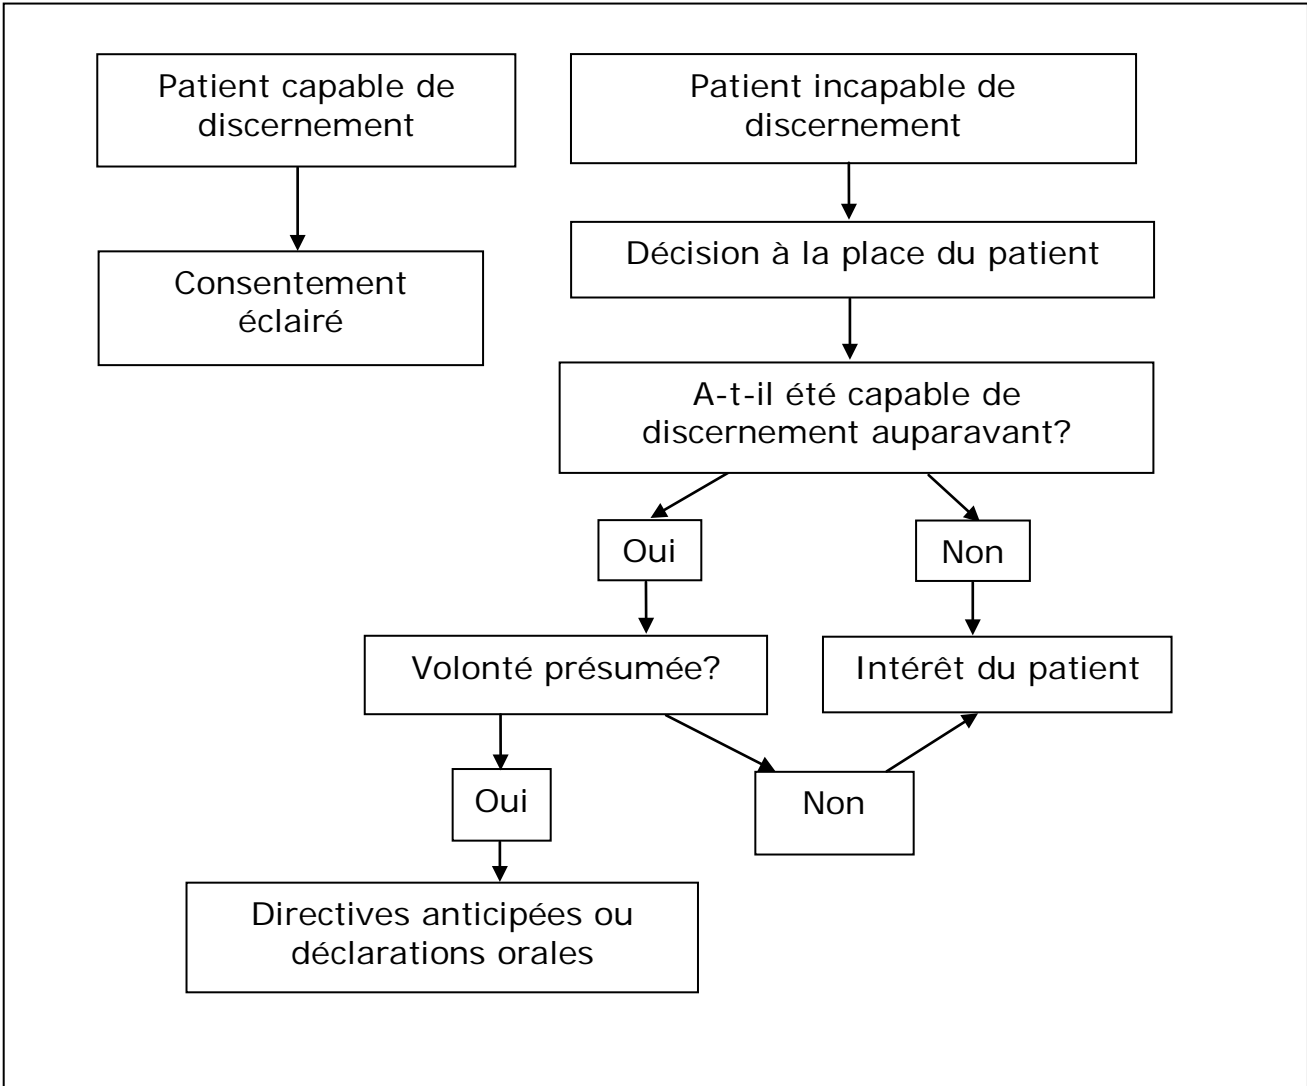 Patient capable de
discernement
Patient incapable de
discernement
Consentement
éclairé
Décision à la place du patient
A-t-il été capable de
discernement auparavant?
Oui
Non
Volonté présumée?
Intérêt du patient
Oui
Non
Directives anticipées ou
déclarations orales